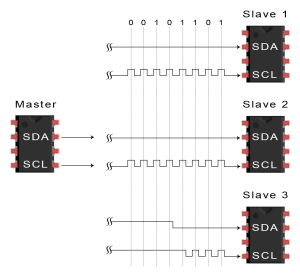 Slave 1
0 0 1 0 1 1 0 1
SDA
SCL
Master
SDA
SCL
Slave 2
SDA
SCL
Slave 3
SDA
SCL